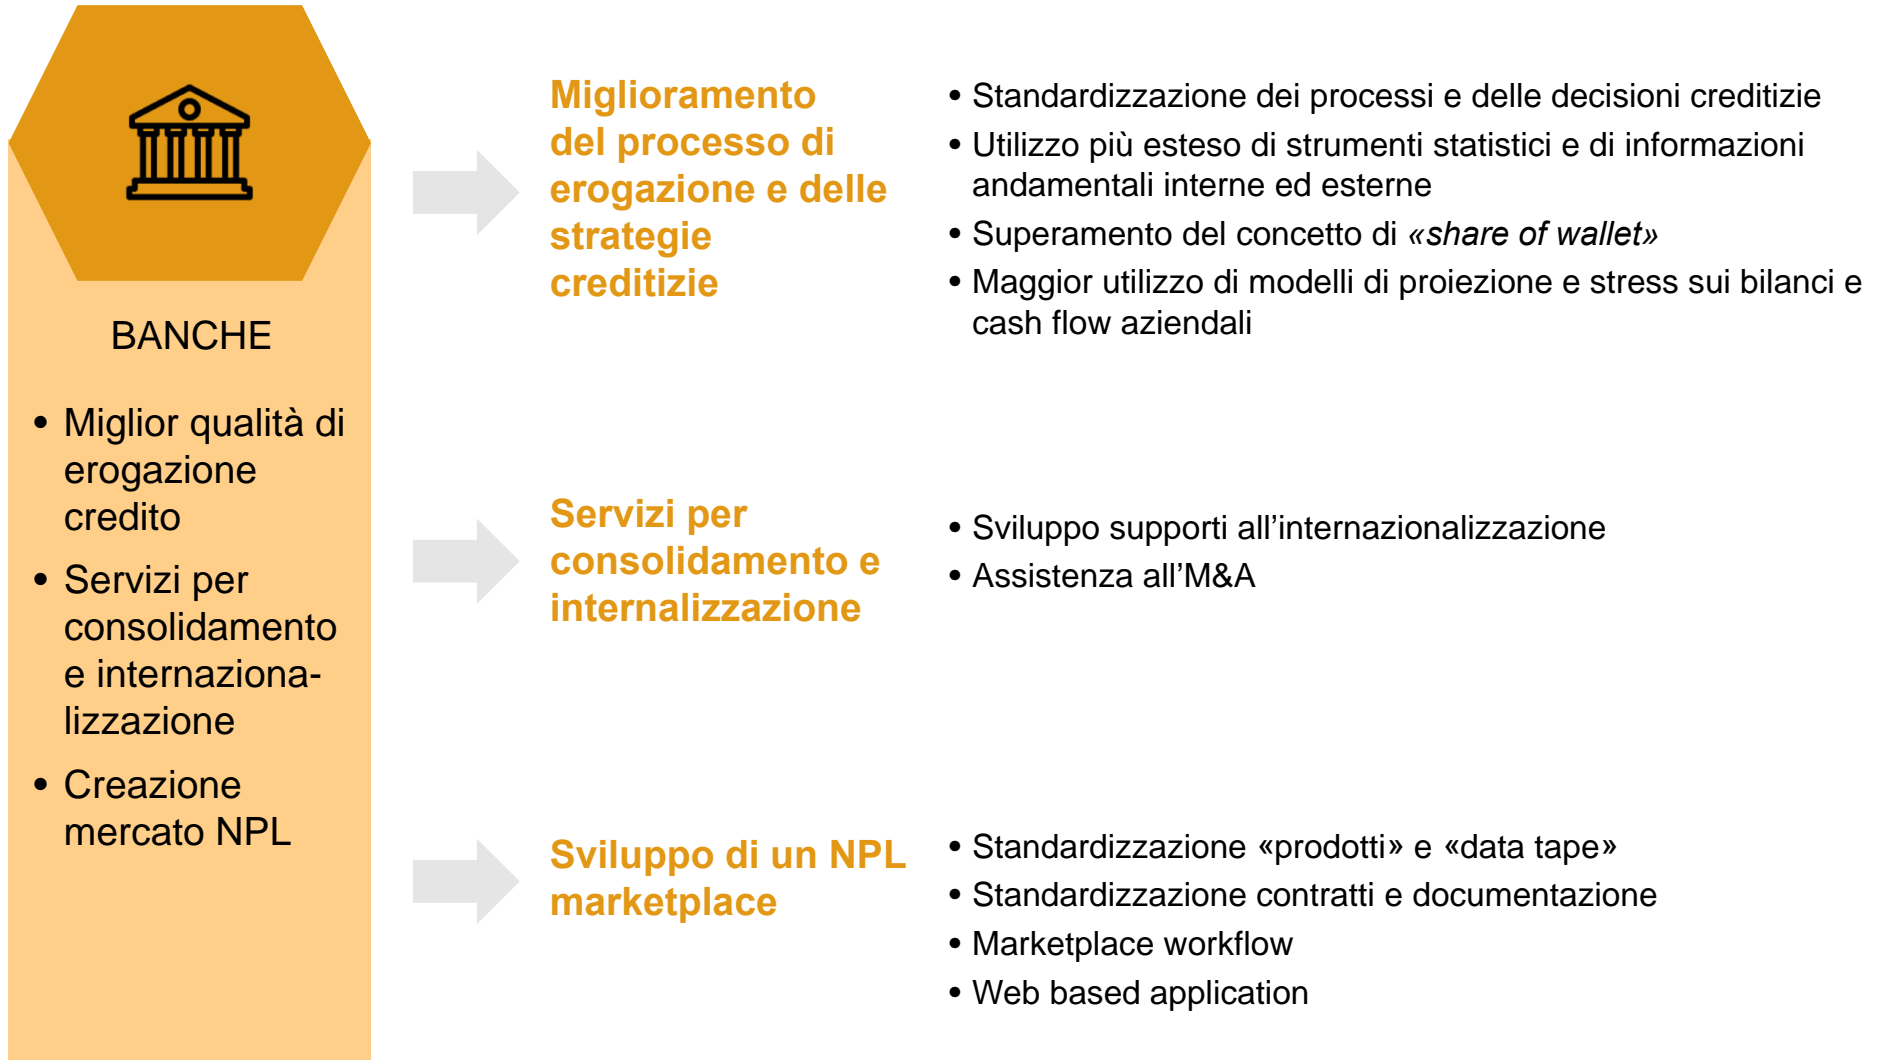 BANCHE
• Miglior qualità di
erogazione
credito
• Servizi per
consolidamento
e internaziona-
lizzazione
• Creazione
mercato NPL
Miglioramento
del processo di
erogazione e delle
strategie
creditizie
• Standardizzazione dei processi e delle decisioni creditizie
• Utilizzo più esteso di strumenti statistici e di informazioni
andamentali interne ed esterne
• Superamento del concetto di «share of wallet»
• Maggior utilizzo di modelli di proiezione e stress sui bilanci e
cash flow aziendali
Servizi per
consolidamento e
internalizzazione
• Sviluppo supporti all’internazionalizzazione
• Assistenza all’M&A
Sviluppo di un NPL
marketplace
• Standardizzazione «prodotti» e «data tape»
• Standardizzazione contratti e documentazione
• Marketplace workflow
• Web based application